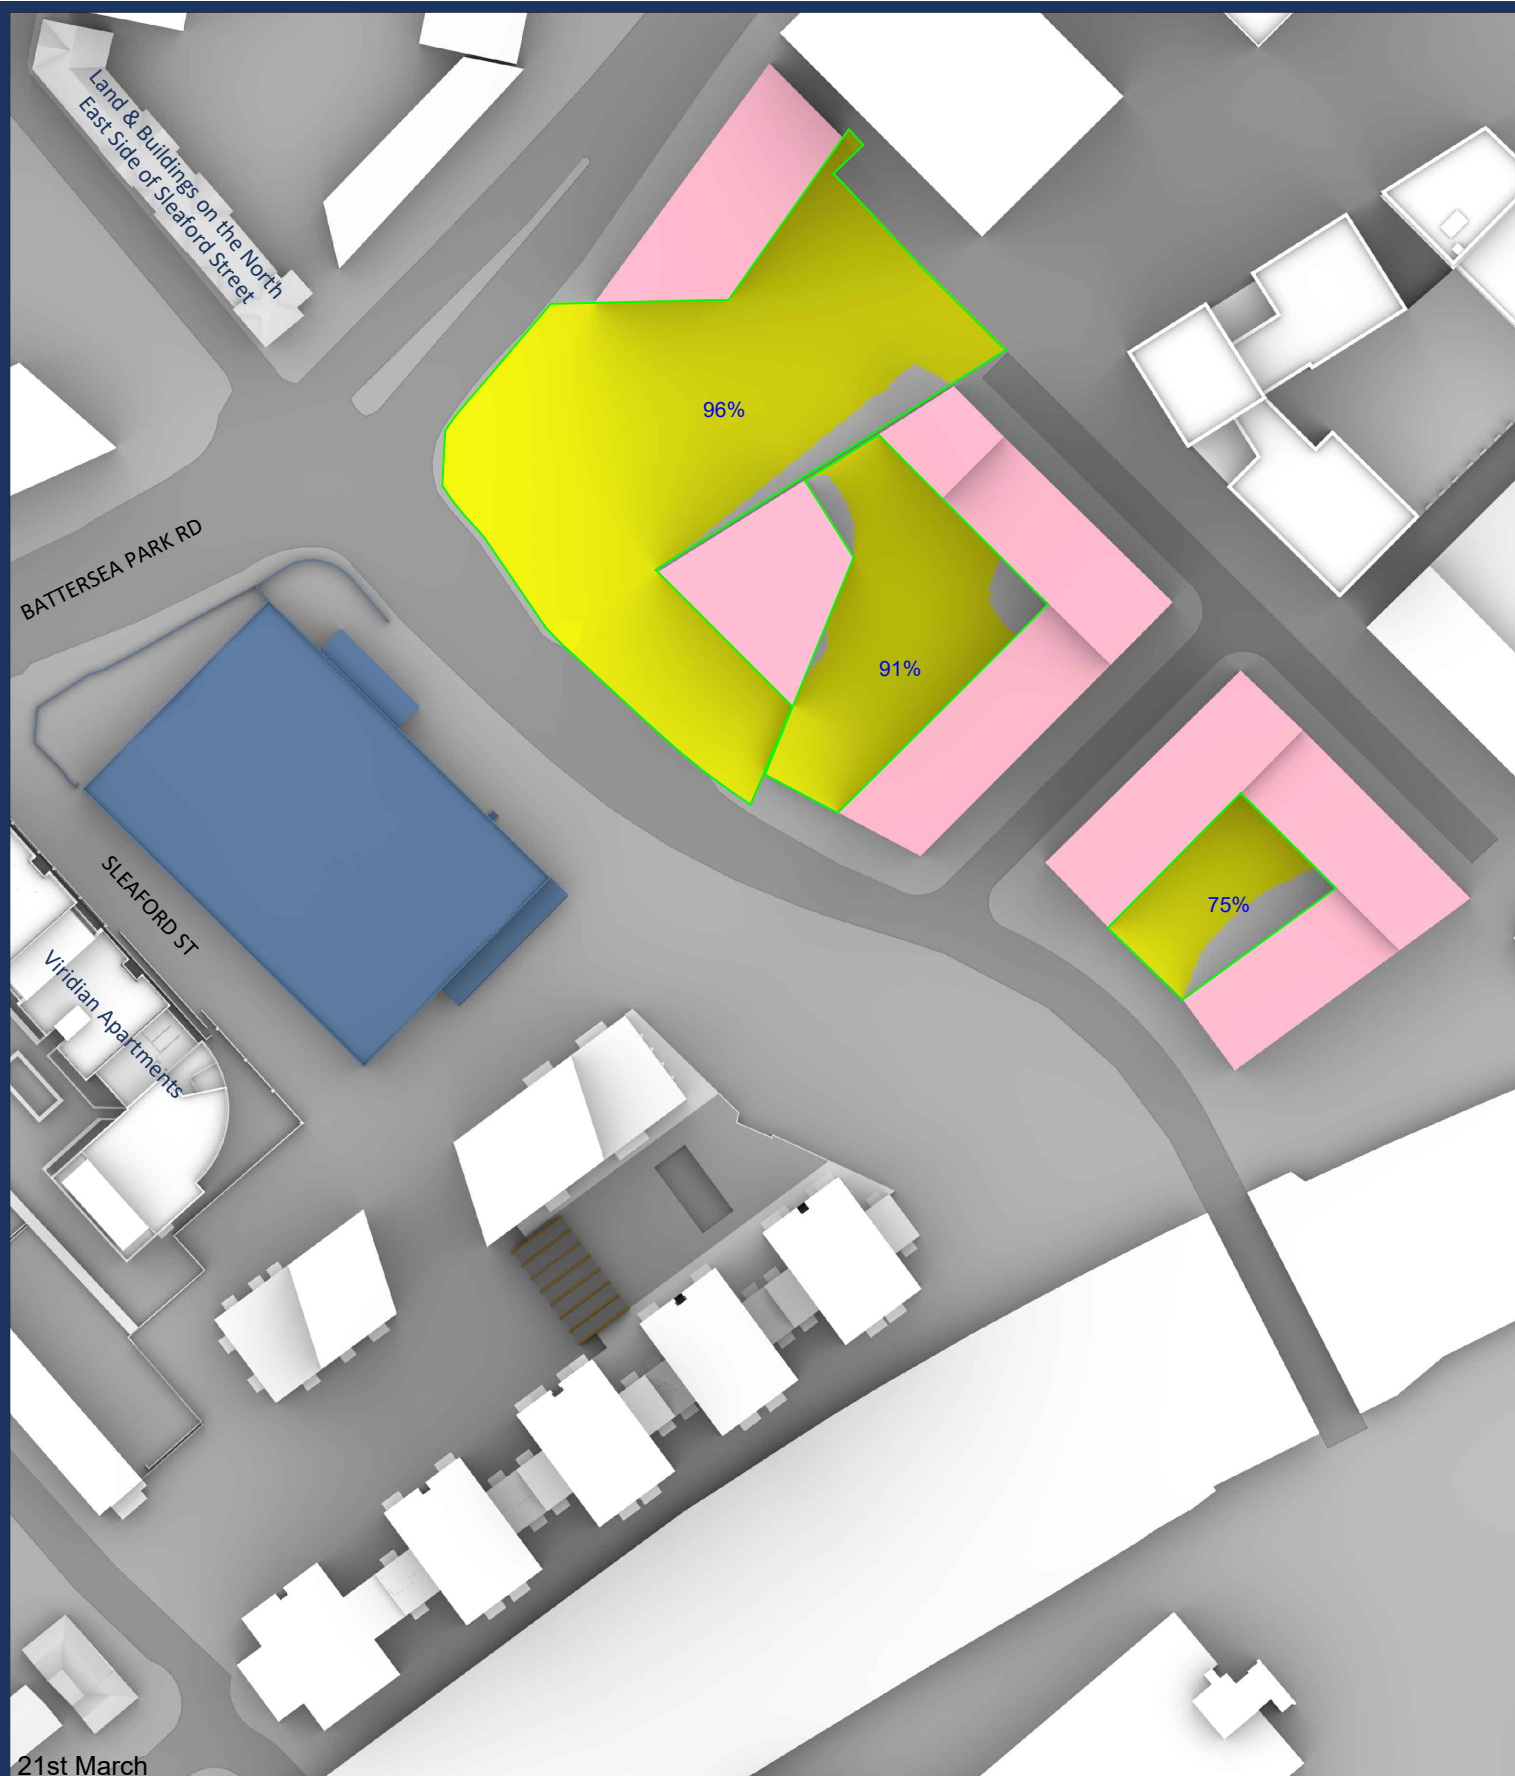 Land & Buildings on the North
East Side of Sleaford Street
96%
BATTERSEA PARK RD
91%
SLEAFORD ST
75%
Viridian Apartments
21st March